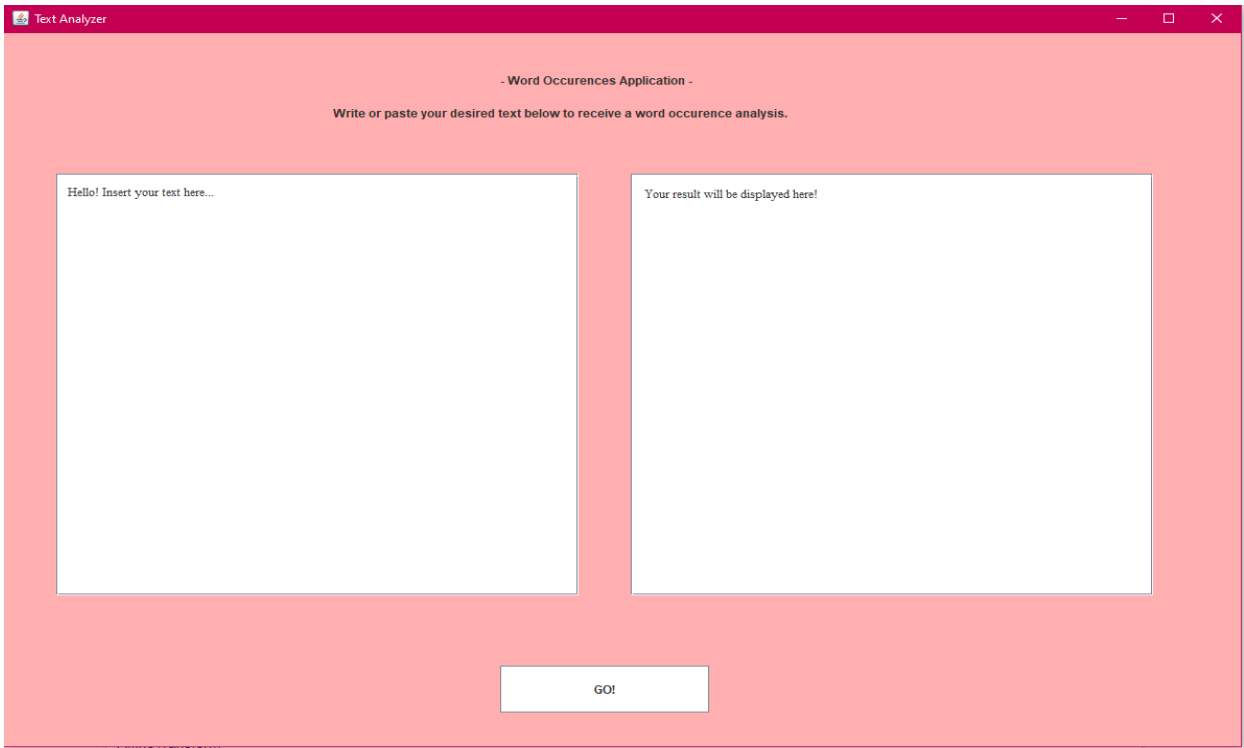 Text Analyzer
- Word Occurences Application -
Write or paste your desired text below to receive a word occurence analysis.
Hello! Insert your text here...
Your result will be displayed here!
GO!